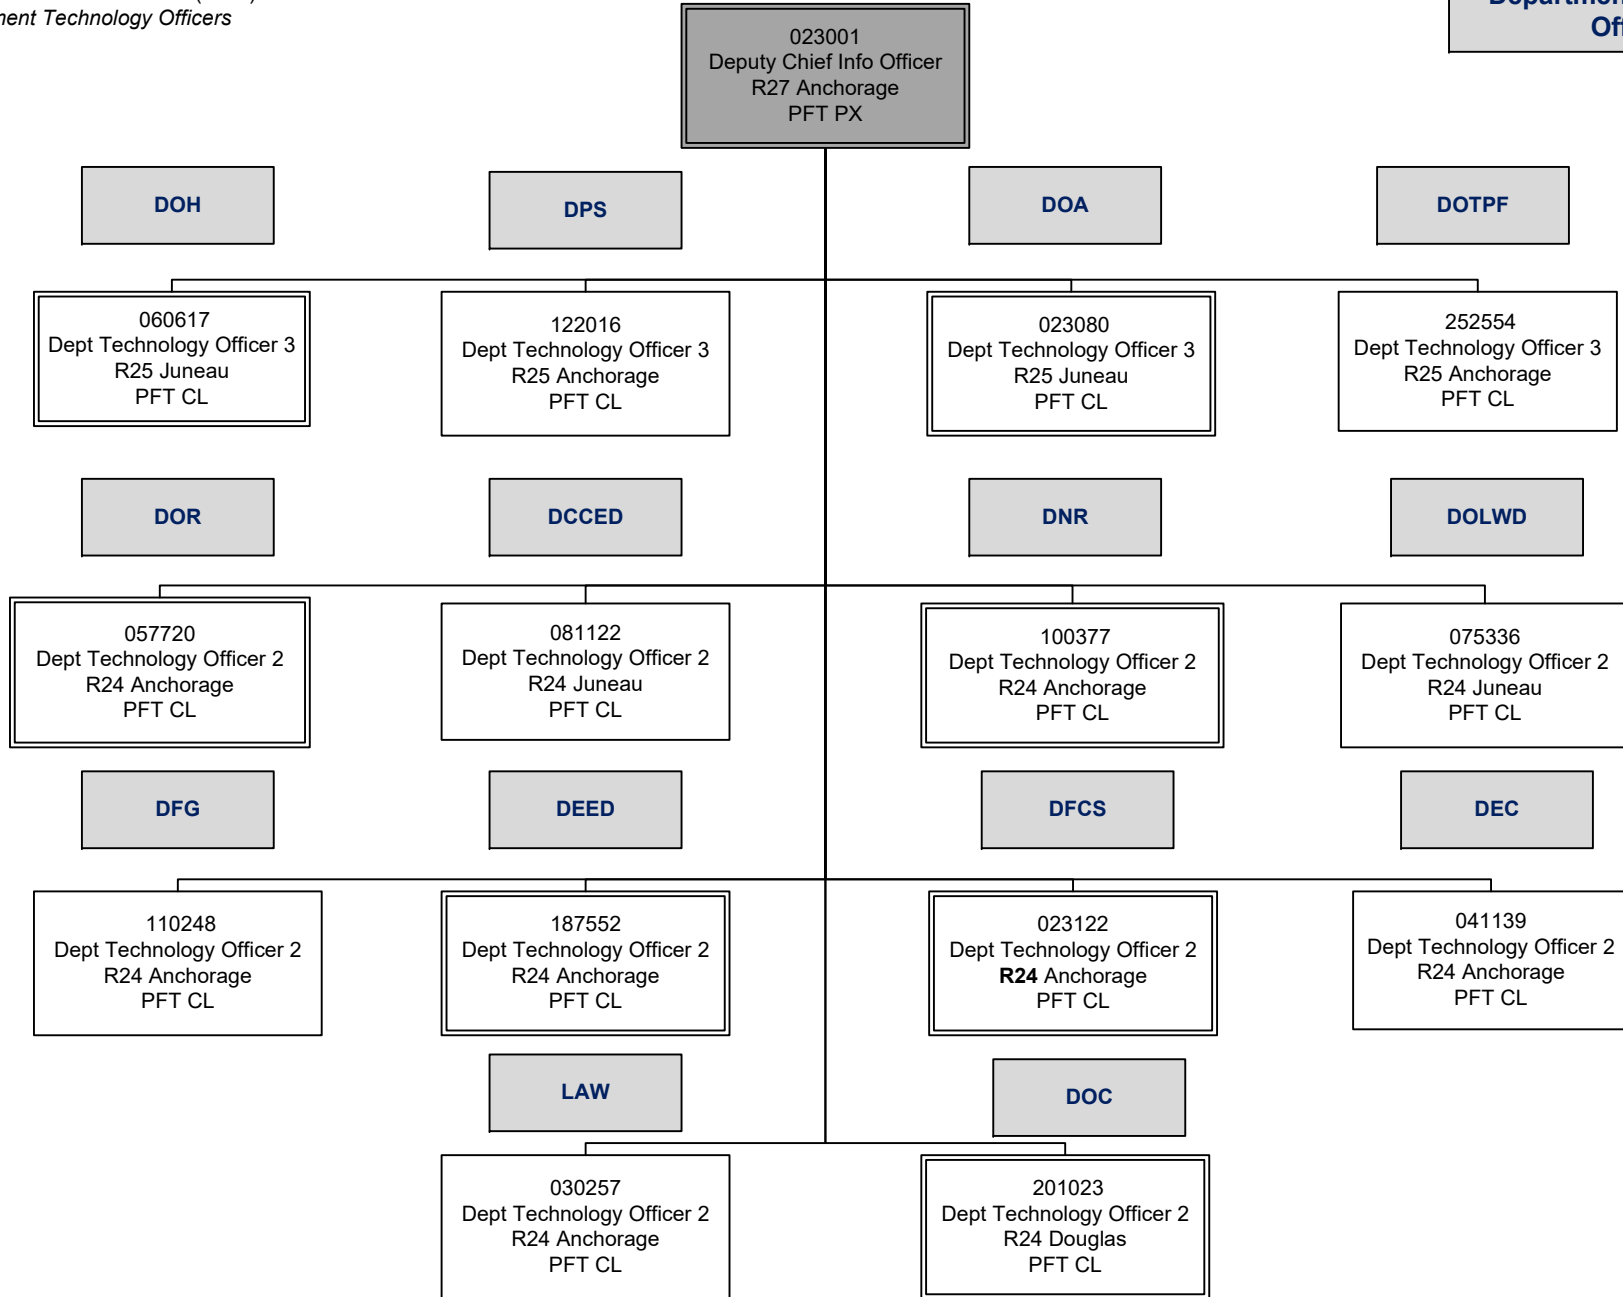 ment Technology Officers
Off
023001
Deputy Chief Info Officer
R27 Anchorage
PFT PX
DOH
DPS
DOA
DOTPF
060617
Dept Technology Officer 3
R25 Juneau
PFT CL
122016
Dept Technology Officer 3
R25 Anchorage
PFT CL
023080
Dept Technology Officer 3
R25 Juneau
PFT CL
252554
Dept Technology Officer 3
R25 Anchorage
PFT CL
DOR
DCCED
DNR
DOLWD
057720
Dept Technology Officer 2
R24 Anchorage
PFT CL
081122
Dept Technology Officer 2
R24 Juneau
PFT CL
100377
Dept Technology Officer 2
R24 Anchorage
PFT CL
075336
Dept Technology Officer 2
R24 Juneau
PFT CL
DFG
DEED
DFCS
DEC
110248
Dept Technology Officer 2
R24 Anchorage
PFT CL
187552
Dept Technology Officer 2
R24 Anchorage
PFT CL
023122
Dept Technology Officer 2
R24 Anchorage
PFT CL
041139
Dept Technology Officer 2
R24 Anchorage
PFT CL
LAW
DOC
030257
Dept Technology Officer 2
R24 Anchorage
PFT CL
201023
Dept Technology Officer 2
R24 Douglas
PFT CL